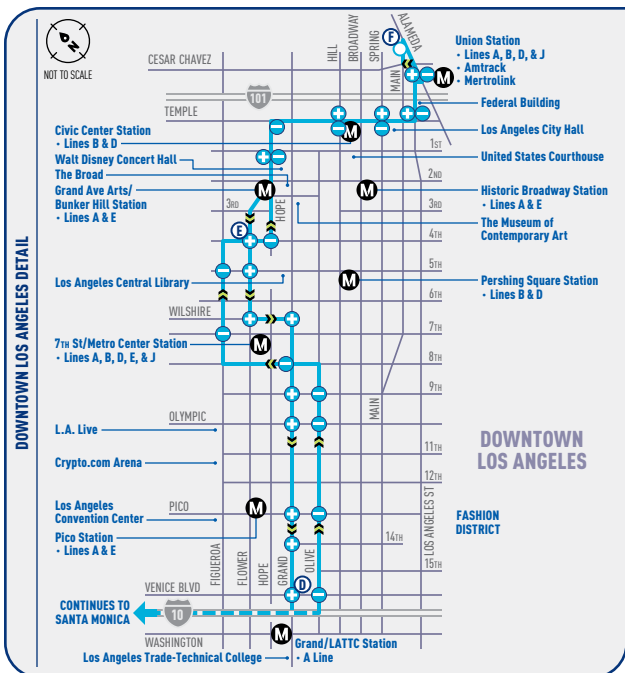 DOWNTOWN LOS ANGELES DETAIL
N
NOT TO SCALE
CESAR CHAVEZ
101
TEMPLE
HILL
BROADWAY
SPRING
MAIN
ALAMEDA
F
M
Union Station
• Lines A, B, D, & J
• Amtrack
• Mertrolink
Federal Building
Los Angeles City Hall
Civic Center Station
• Lines B & D
M
1ST
Walt Disney Concert Hall
United States Courthouse
The Broad
2ND
Grand Ave Arts/
Bunker Hill Station
• Lines A & E
M
M
Historic Broadway Station
• Lines A & E
3RD
HOPE
3RD
The Museum of
Contemporary Art
E
4TH
Los Angeles Central Library
5TH
M
Pershing Square Station
• Lines B & D
6TH
WILSHIRE
7TH
7TH St/Metro Center Station
• Lines A, B, D, E, & J
M
8TH
9TH
MAIN
OLYMPIC
L.A. Live
11TH
DOWNTOWN
LOS ANGELES
Crypto.com Arena
12TH
Los Angeles
Convention Center
PICO
M
LOS ANGELES ST
FASHION
DISTRICT
Pico Station
• Lines A & E
14TH
15TH
FIGUEROA
FLOWER
HOPE
GRAND
OLIVE
D
VENICE BLVD
CONTINUES TO
SANTA MONICA
10
WASHINGTON
M
Grand/LATTC Station
• A Line
Los Angeles Trade-Technical College